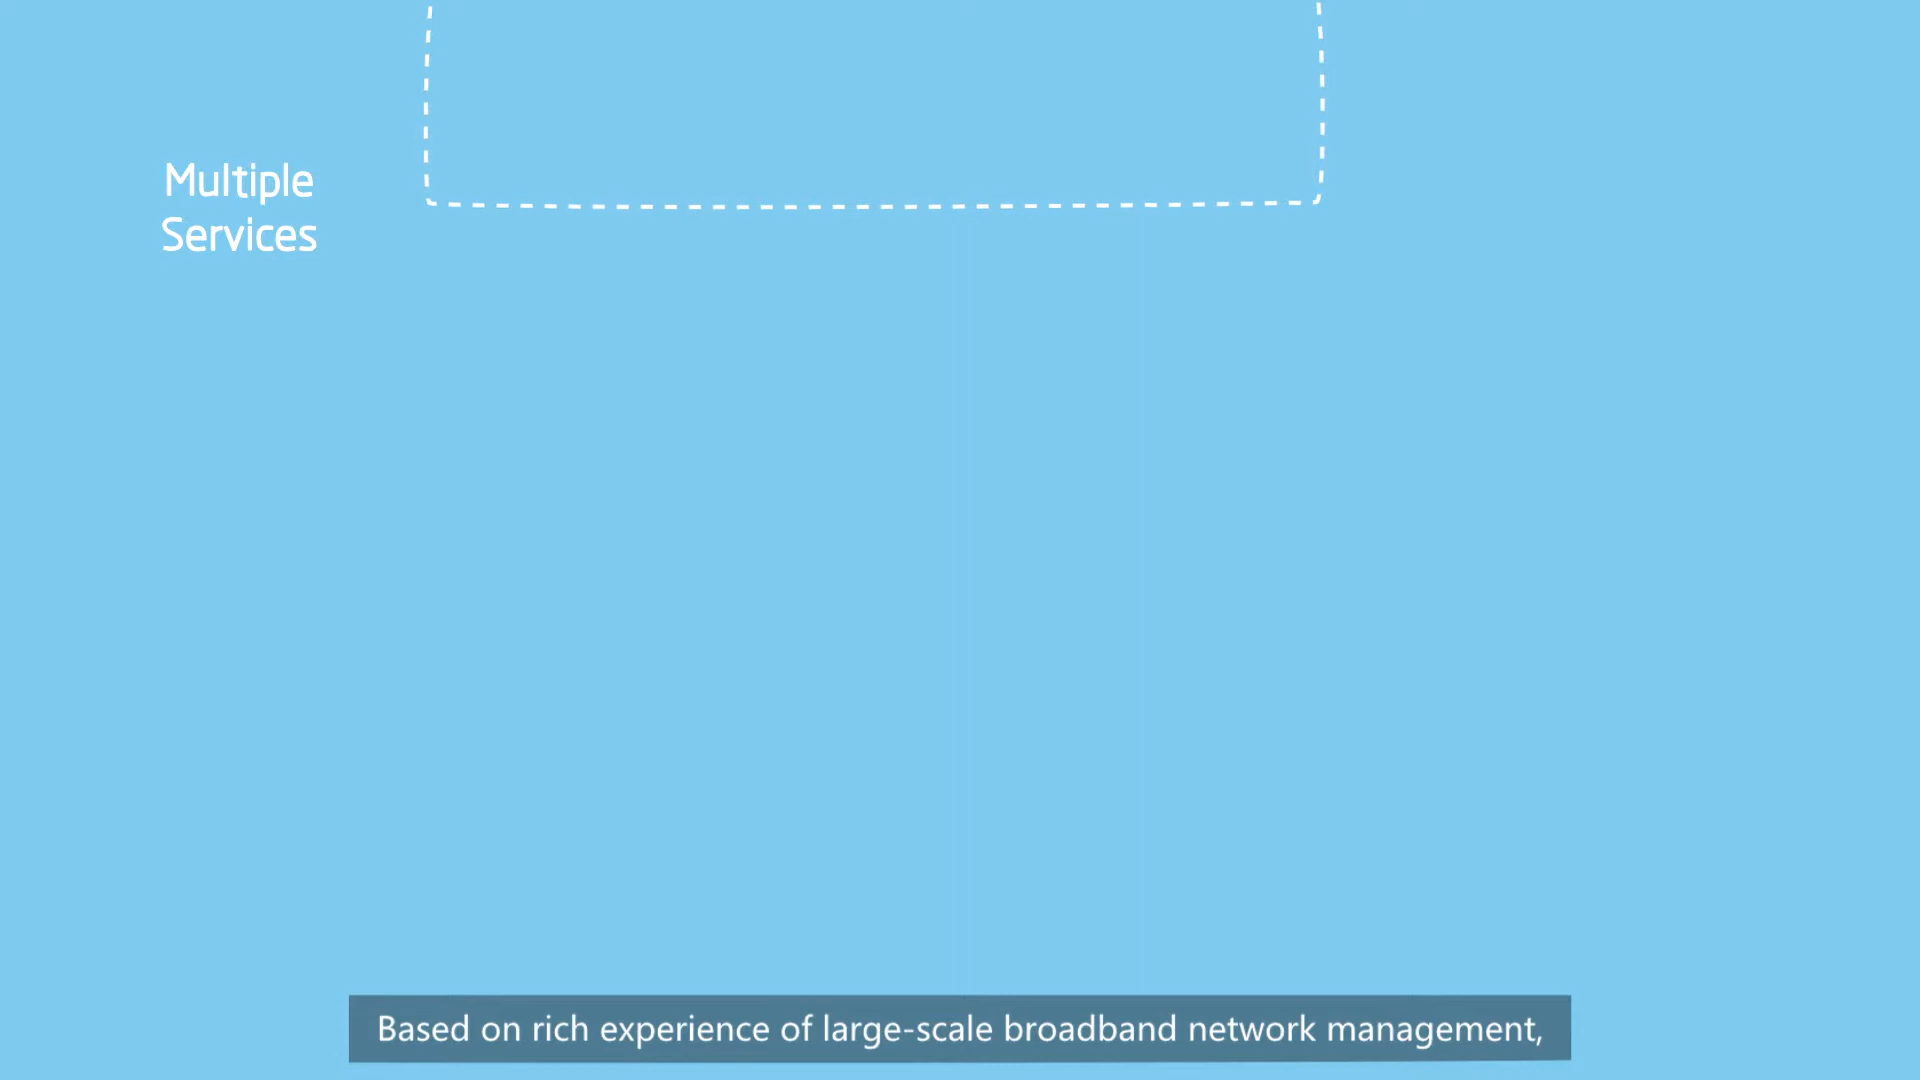 Multiple
Services
Based on rich experience of large-scale broadband network management,